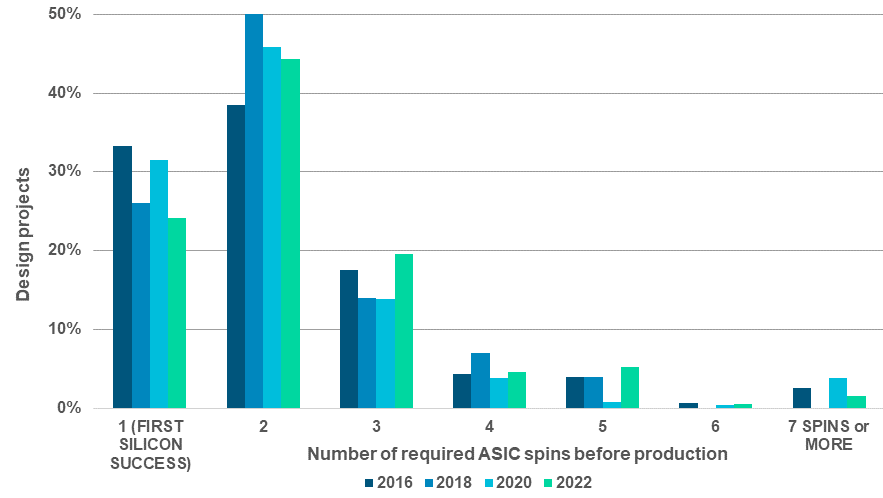 50%
40%
30%
20%
10%
0%
Design projects
1 (FIRST
SILICON
SUCCESS)
2
3
4
5
6
7 SPINS or
MORE
Number of required ASIC spins before production
2016 2018 2020 2022